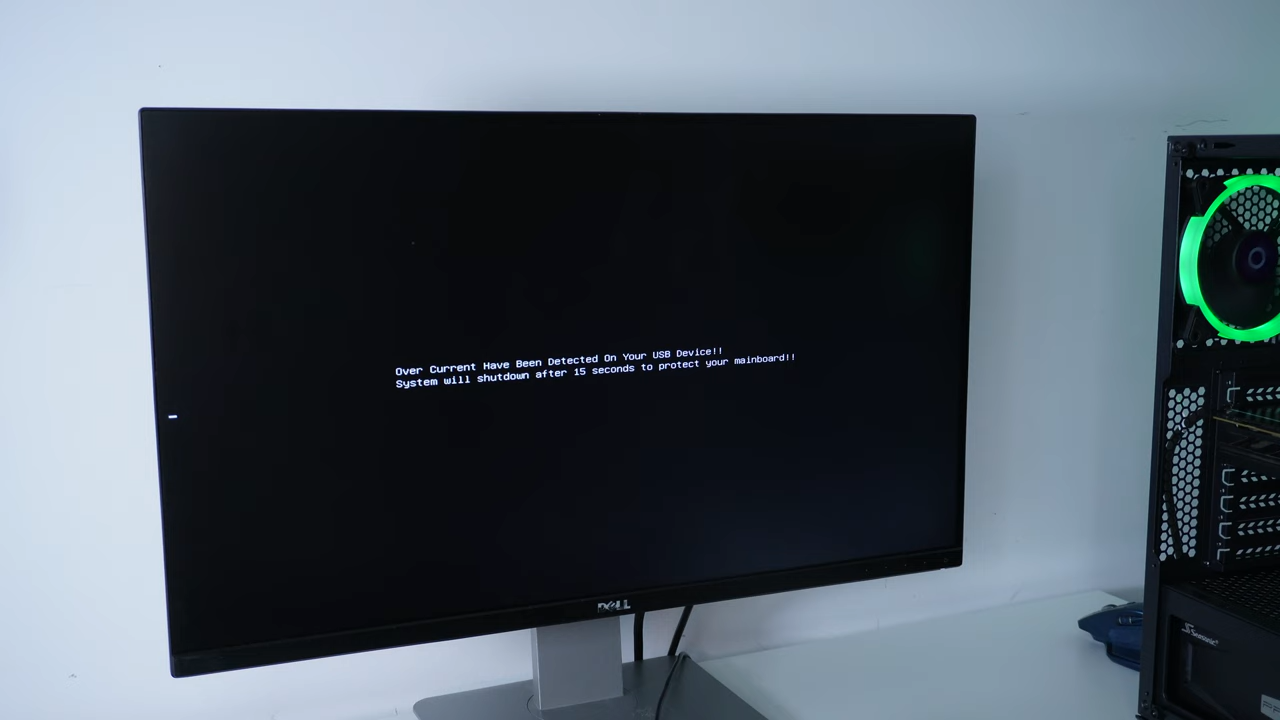 Over Current Have Been Detected On Your USB Device!!
System will shutdown after 15 seconds to protect your mainboard!!
DELL
Seasonic